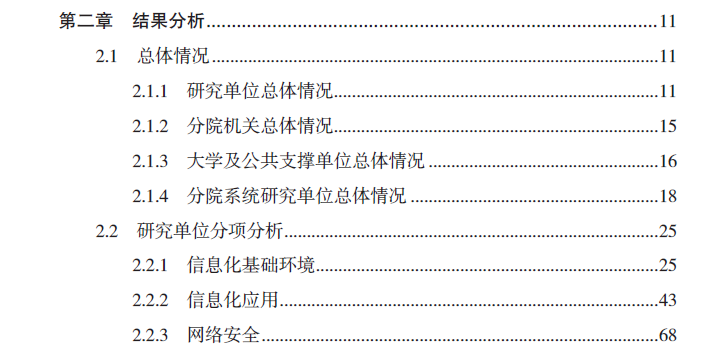 第二章 结果分析....................................................................................11
2.1 总体情况....................................................................................11
2.1.1 研究单位总体情况..............................................................11
2.1.2 分院机关总体情况..............................................................15
2.1.3 大学及公共支撑单位总体情况............................................16
2.1.4 分院系统研究单位总体情况................................................18
2.2 研究单位分项分析......................................................................25
2.2.1 信息化基础环境..................................................................25
2.2.2 信息化应用..........................................................................43
2.2.3 网络安全..............................................................................68